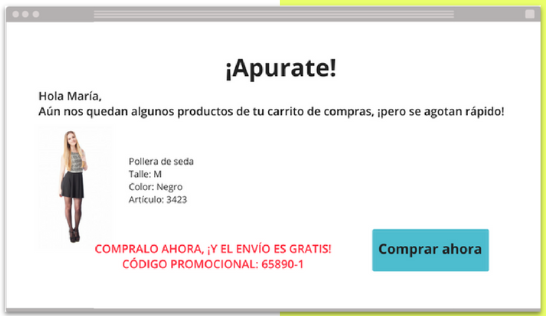 ¡Apurate!
Hola María,
Aún nos quedan algunos productos de tu carrito de compras, ¡pero se agotan rápido!
Pollera de seda
Talle: M
Color: Negro
Artículo: 3423
COMPRALO AHORA, ¡Y EL ENVÍO ES GRATIS!
CÓDIGO PROMOCIONAL: 65890-1
Comprar ahora